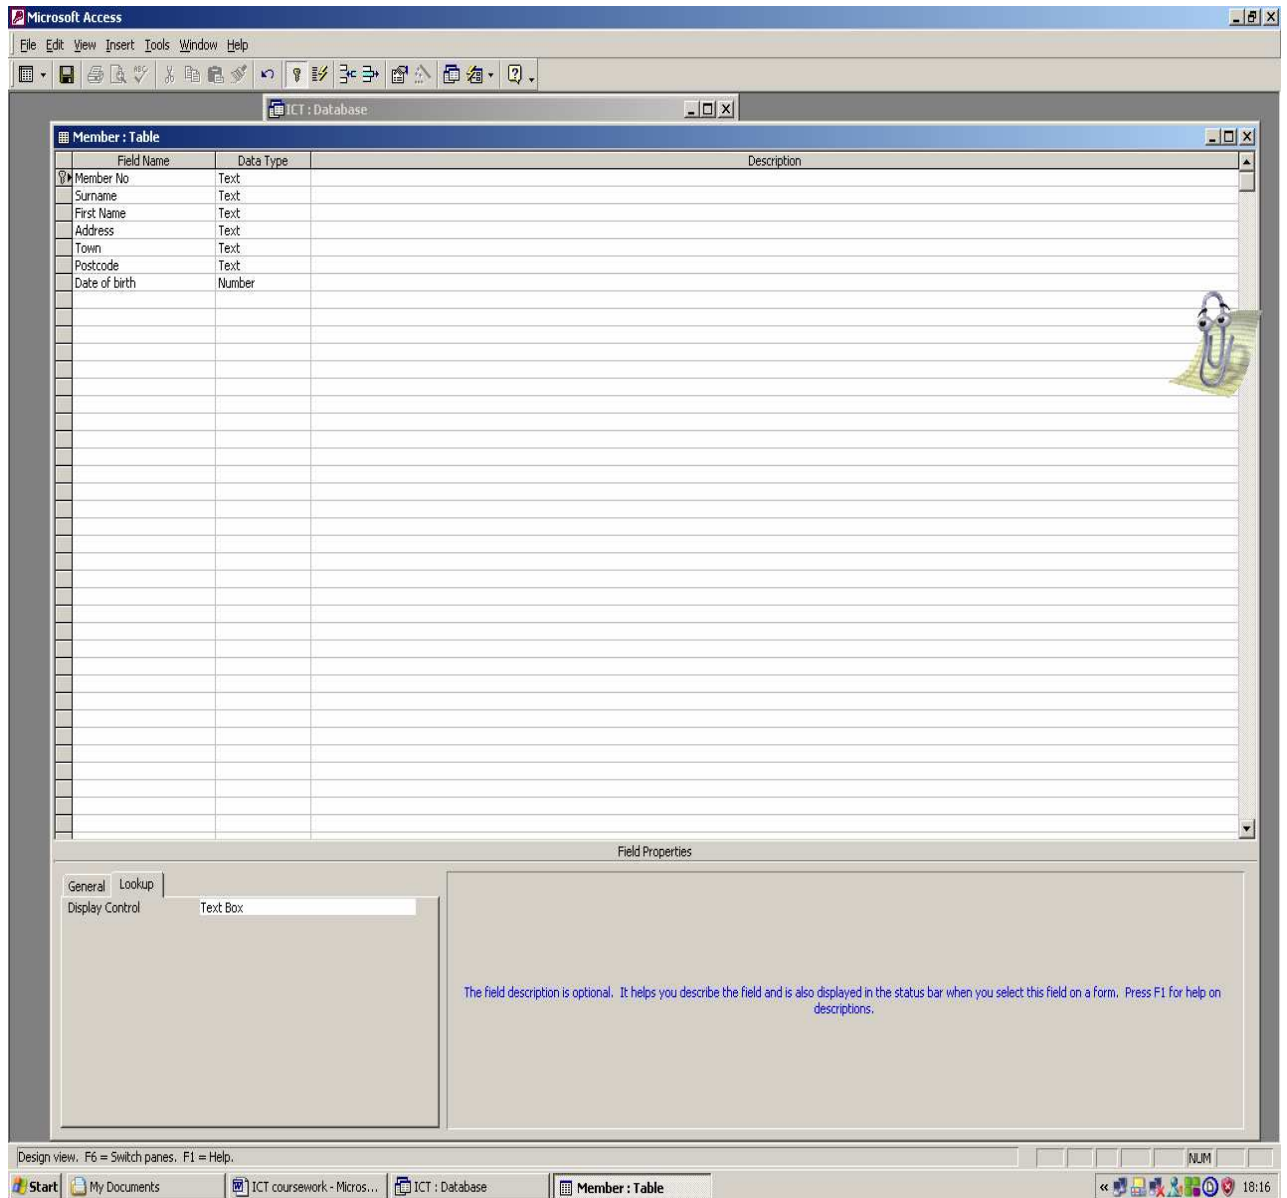 Microsoft Access
File Edit View Insert Tools Window Help
ICT : Database
Member : Table
Field Name Data Type Description
Member No Text
Surname Text
First Name Text
Address Text
Town Text
Postcode Text
Date of birth Number
Field Properties
General Lookup
Display Control Text Box
The field description is optional. It helps you describe the field and is also displayed in the status bar when you select this field on a form. Press F1 for help on
descriptions.
Design view. F6 = Switch panes. F1 = Help. NUM
Start My Documents ICT coursework - Micros... ICT : Database Member : Table « 18:16